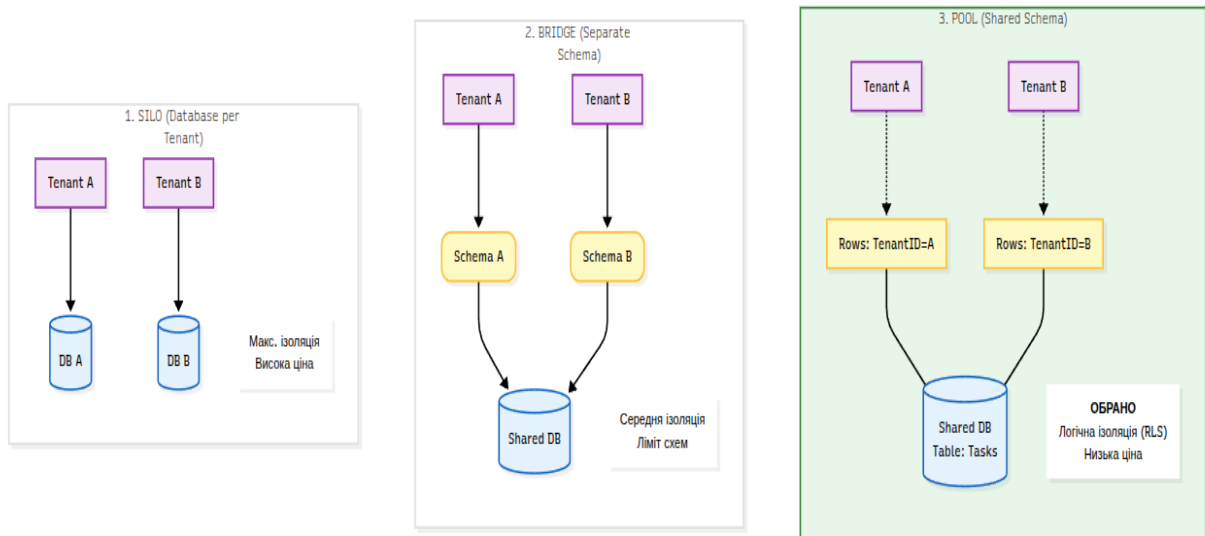 1. SILO (Database per
Tenant)
Tenant A
Tenant B
DB A
DB B
Макс. ізоляція
Висока ціна
2. BRIDGE (Separate
Schema)
Tenant A
Tenant B
Schema A
Schema B
Shared DB
Середня ізоляція
Ліміт схем
3. POOL (Shared Schema)
Tenant A
Tenant B
Rows: TenantID=A
Rows: TenantID=B
Shared DB
Table: Tasks
ОБРАНО
Логічна ізоляція (RLS)
Низька ціна